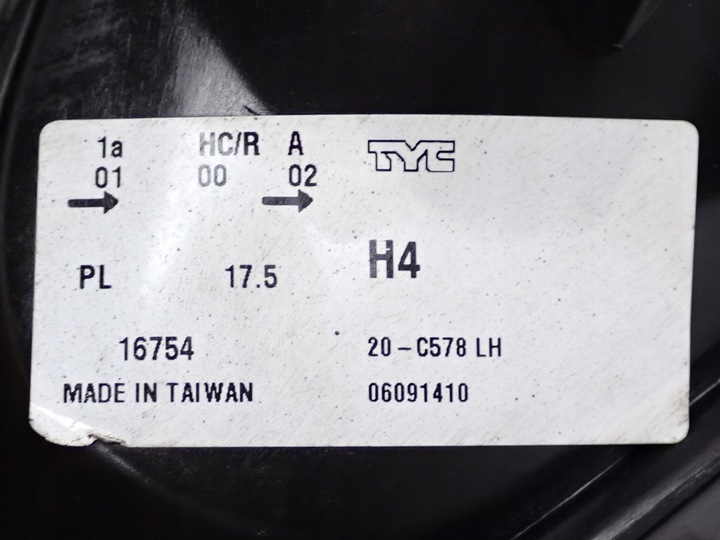 1a HC/R A TYC
01 00 02
PL 17.5 H4
16754 20-C578 LH
MADE IN TAIWAN 06091410